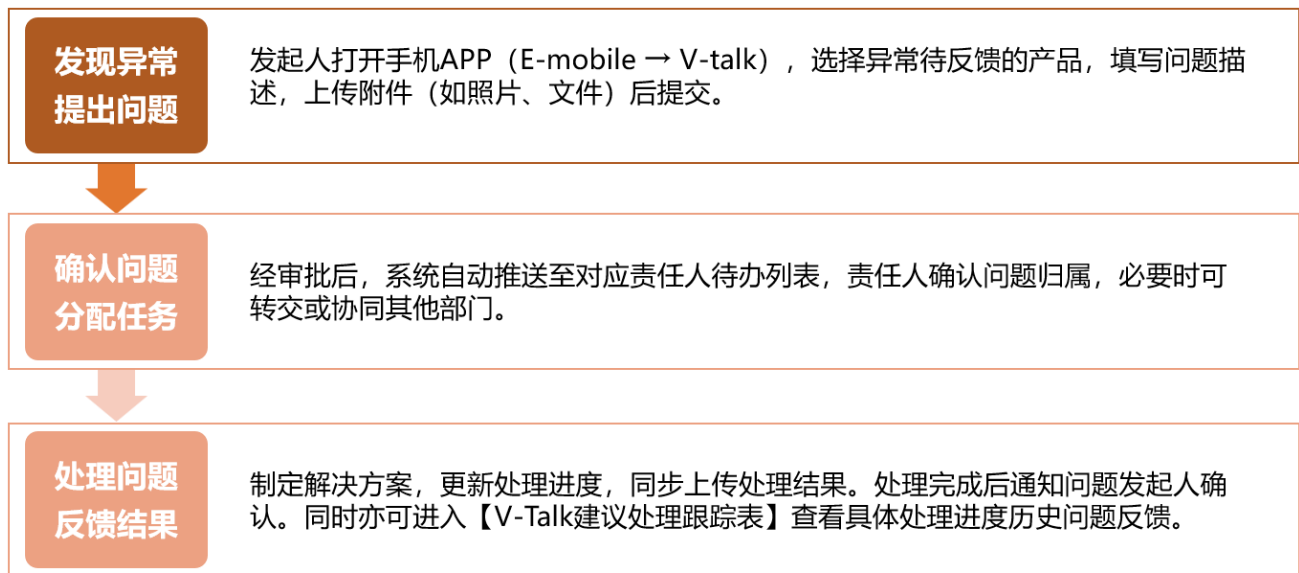 发现异常
提出问题
发起人打开手机APP（E-mobile → V-talk），选择异常待反馈的产品，填写问题描
述，上传附件（如照片、文件）后提交。
确认问题
分配任务
经审批后，系统自动推送至对应责任人待办列表，责任人确认问题归属，必要时可
转交或协同其他部门。
处理问题
反馈结果
制定解决方案，更新处理进度，同步上传处理结果。处理完成后通知问题发起人确
认。同时亦可进入【V-Talk建议处理跟踪表】查看具体处理进度历史问题反馈。